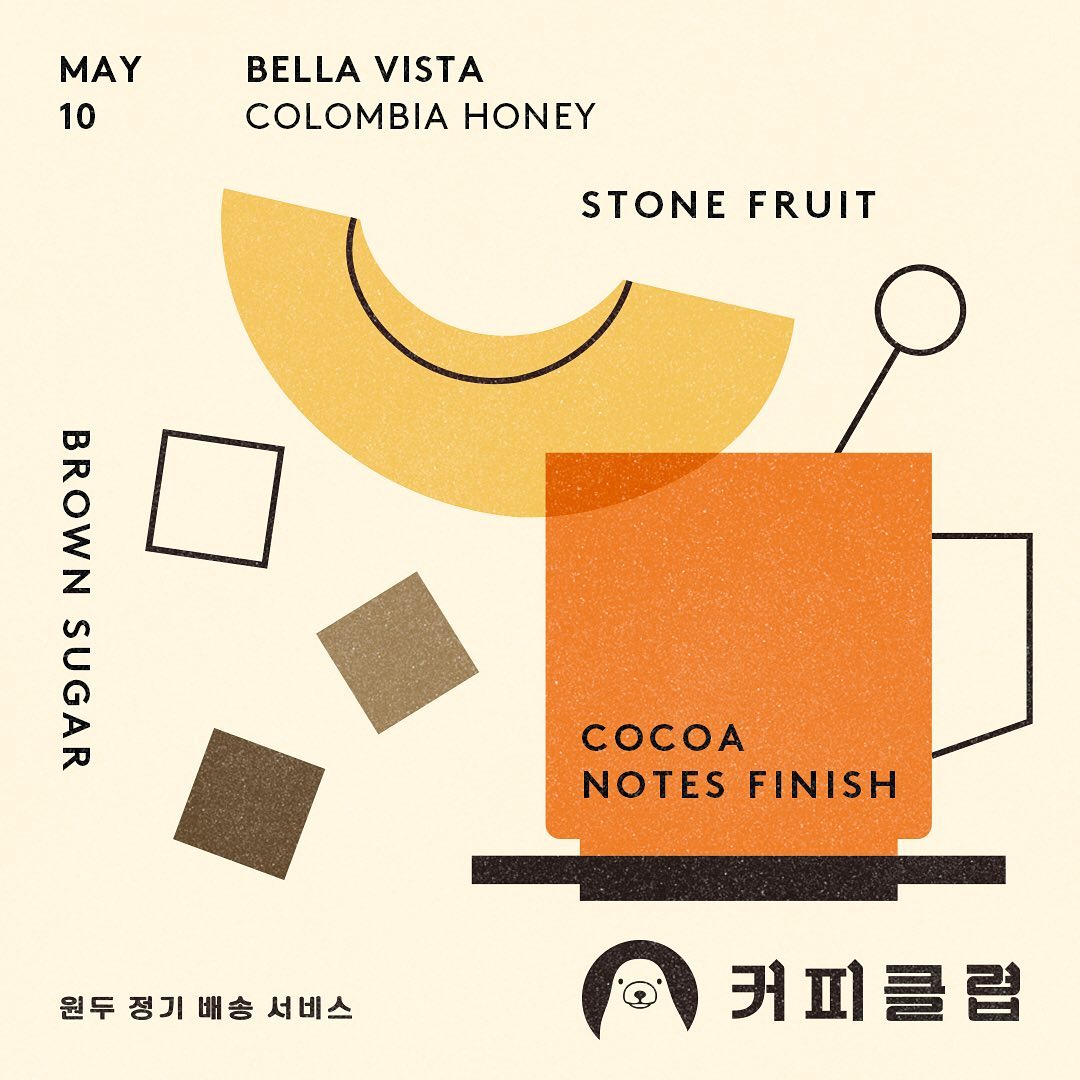 MAY
10
BELLA VISTA
COLOMBIA HONEY
STONE FRUIT
BROWN SUGAR
COCOA
NOTES FINISH
원두 정기 배송 서비스
커피클럽